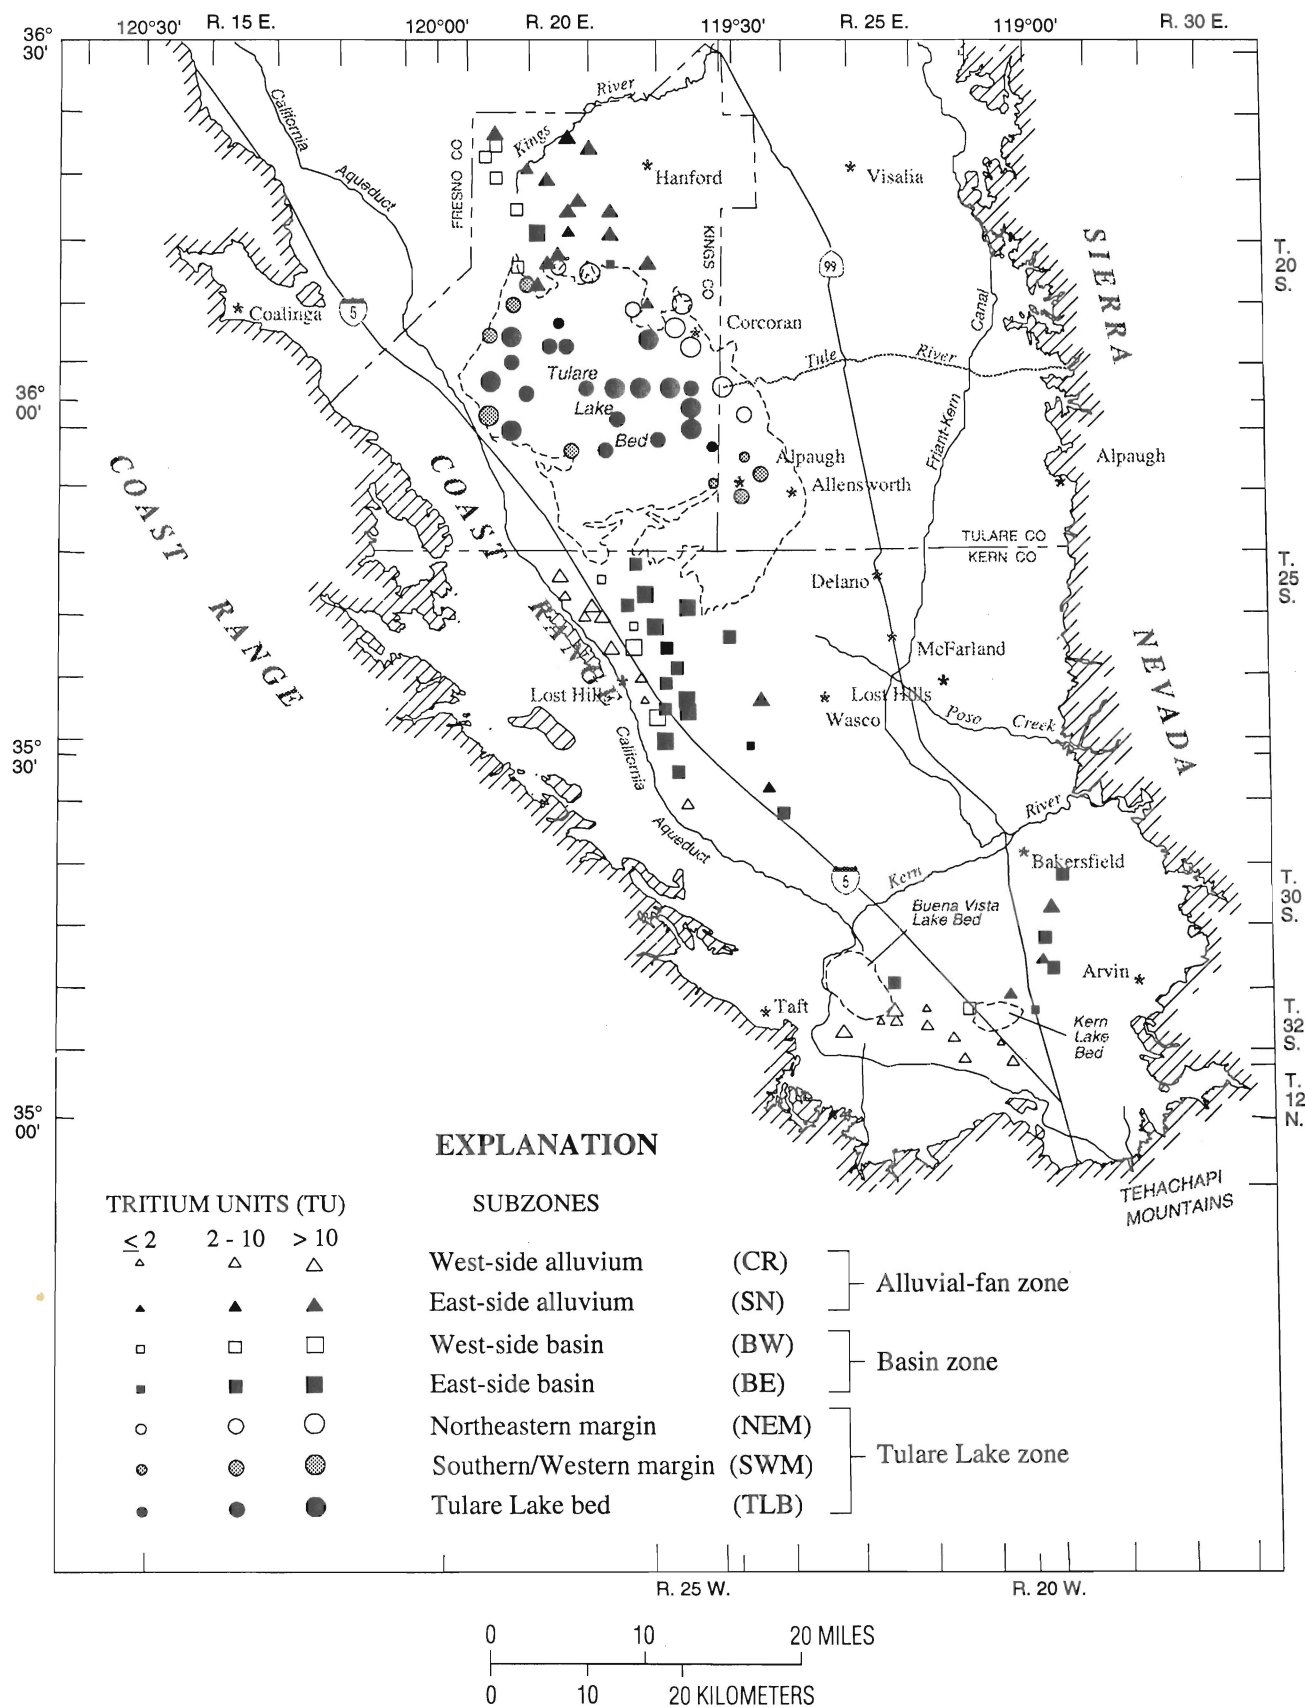 120°30' R. 15 E. 120°00' R. 20 E. 119°30' R. 25 E. 119°00' R. 30 E.
36°
30'
California
Aqueduct
River
Kings
FRESNO CO
Hanford
Visalia
KINGS CO
99
SIERRA
T.
20
S.
Coalinga
5
Corcoran
Canal
Tule River
Tulare
Lake
Bed
36°
00'
Friant-Kern
Alpaugh
Allensworth
Alpaugh
COAST
RANGE
COAST
RANGE
TULARE CO
KERN CO
T.
25
S.
Delano
McFarland
NEVADA
Lost Hills
Lost Hills
Wasco
Poso Creek
35°
30'
California
Aqueduct
River
Kern
Bakersfield
5
Buena Vista
Lake Bed
T.
30
S.
Arvin
Taft
Kern
Lake
Bed
T.
32
S.
T.
12
N.
35°
00'
TEHACHAPI
MOUNTAINS
EXPLANATION
TRITIUM UNITS (TU) SUBZONES
≤ 2 2 - 10 > 10
West-side alluvium (CR)
Alluvial-fan zone
East-side alluvium (SN)
West-side basin (BW)
Basin zone
East-side basin (BE)
Northeastern margin (NEM)
Southern/Western margin (SWM)
Tulare Lake zone
Tulare Lake bed (TLB)
R. 25 W. R. 20 W.
0 10 20 MILES
0 10 20 KILOMETERS